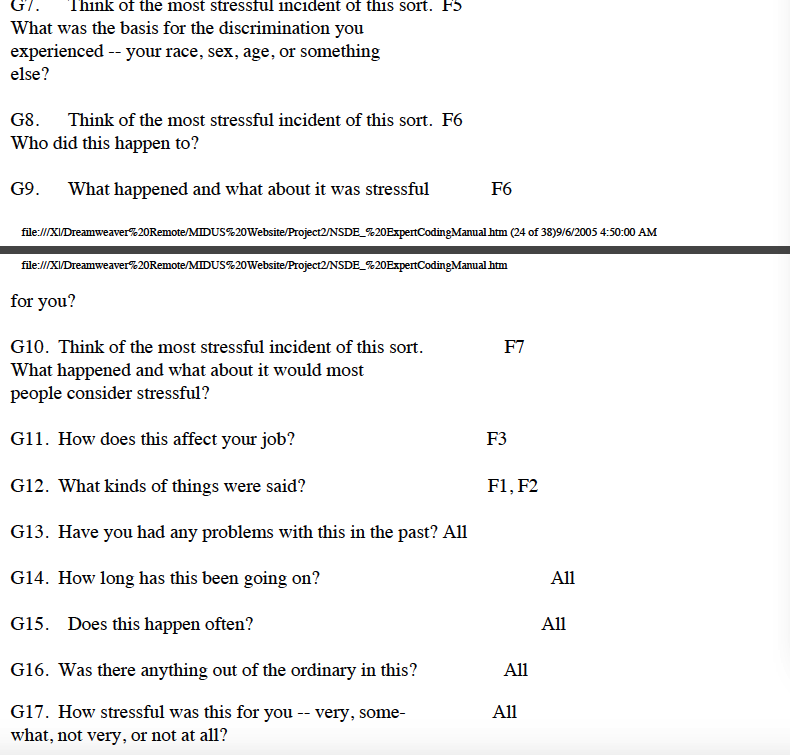 G7. Think of the most stressful incident of this sort. F5
What was the basis for the discrimination you
experienced -- your race, sex, age, or something
else?
G8. Think of the most stressful incident of this sort. F6
Who did this happen to?
G9. What happened and what about it was stressful F6
file:///X|/Dreamweaver%20Remote/MIDUS%20Website/Project2/NSDE_%20ExpertCodingManual.htm (24 of 38)9/6/2005 4:50:00 AM
file:///X|/Dreamweaver%20Remote/MIDUS%20Website/Project2/NSDE_%20ExpertCodingManual.htm
for you?
G10. Think of the most stressful incident of this sort. F7
What happened and what about it would most
people consider stressful?
G11. How does this affect your job? F3
G12. What kinds of things were said? F1, F2
G13. Have you had any problems with this in the past? All
G14. How long has this been going on? All
G15. Does this happen often? All
G16. Was there anything out of the ordinary in this? All
G17. How stressful was this for you -- very, some- All
what, not very, or not at all?